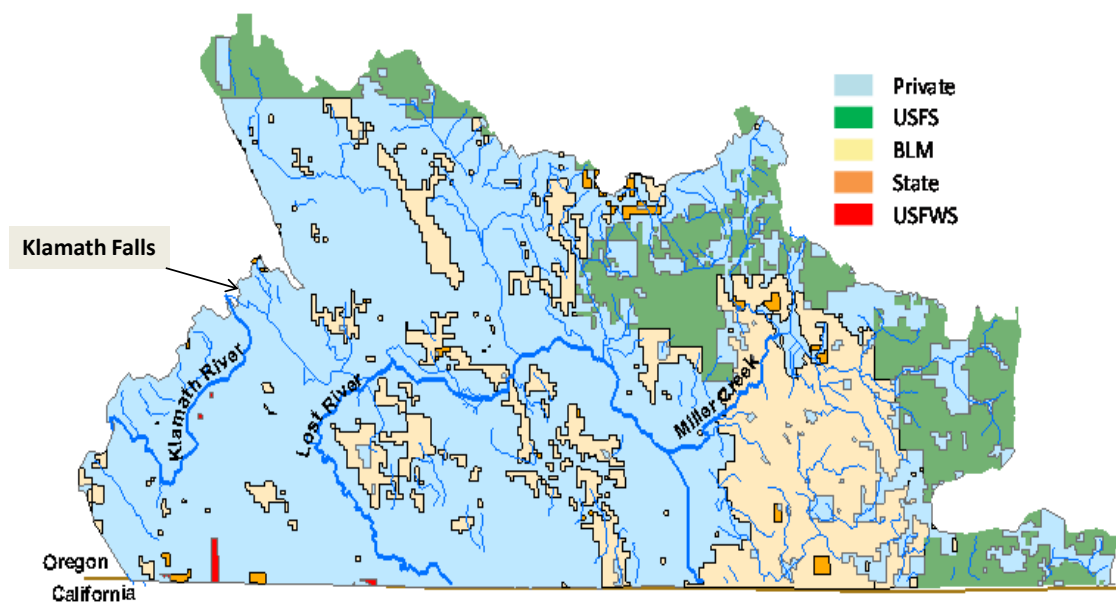 Private
USFS
BLM
State
USFWS
Klamath Falls
Klamath River
Lost River
Miller Creek
Oregon
California